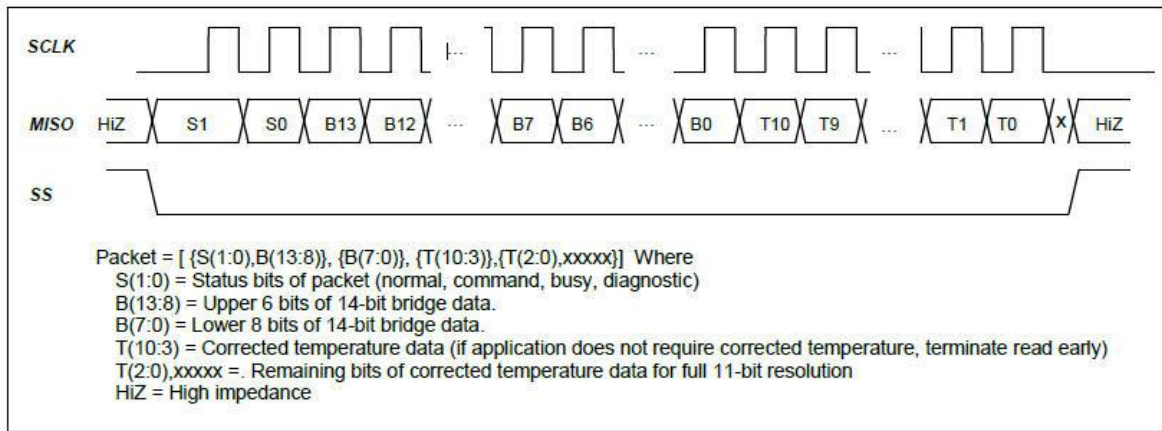 SCLK ... ... ...
MISO HiZ S1 S0 B13 B12 ... B7 B6 ... B0 T10 T9 ... T1 T0 X HiZ
SS
Packet = [ {S(1:0),B(13:8)}, {B(7:0)}, {T(10:3)},{T(2:0),xxxxx}] Where
S(1:0) = Status bits of packet (normal, command, busy, diagnostic)
B(13:8) = Upper 6 bits of 14-bit bridge data.
B(7:0) = Lower 8 bits of 14-bit bridge data.
T(10:3) = Corrected temperature data (if application does not require corrected temperature, terminate read early)
T(2:0),xxxxx =. Remaining bits of corrected temperature data for full 11-bit resolution
HiZ = High impedance